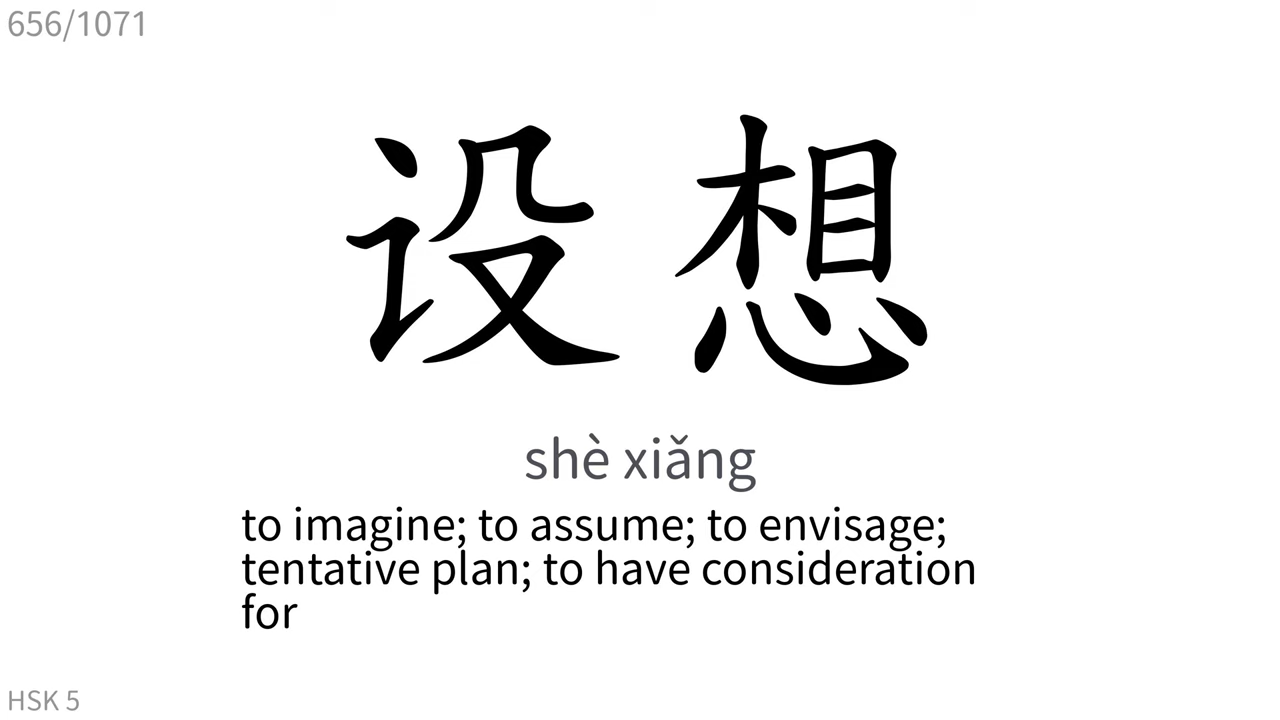 656/1071
设想
shè xiǎng
to imagine; to assume; to envisage;
tentative plan; to have consideration
for
HSK 5